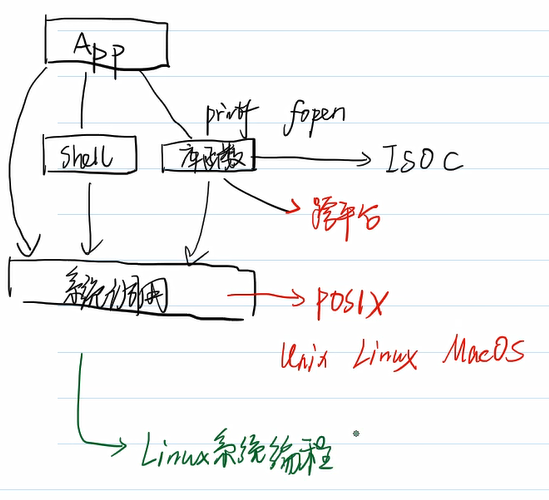 App
printf fopen
shell 库函数 ISO C
跨平台
系统调用 POSIX
Unix Linux MacOS
Linux系统编程